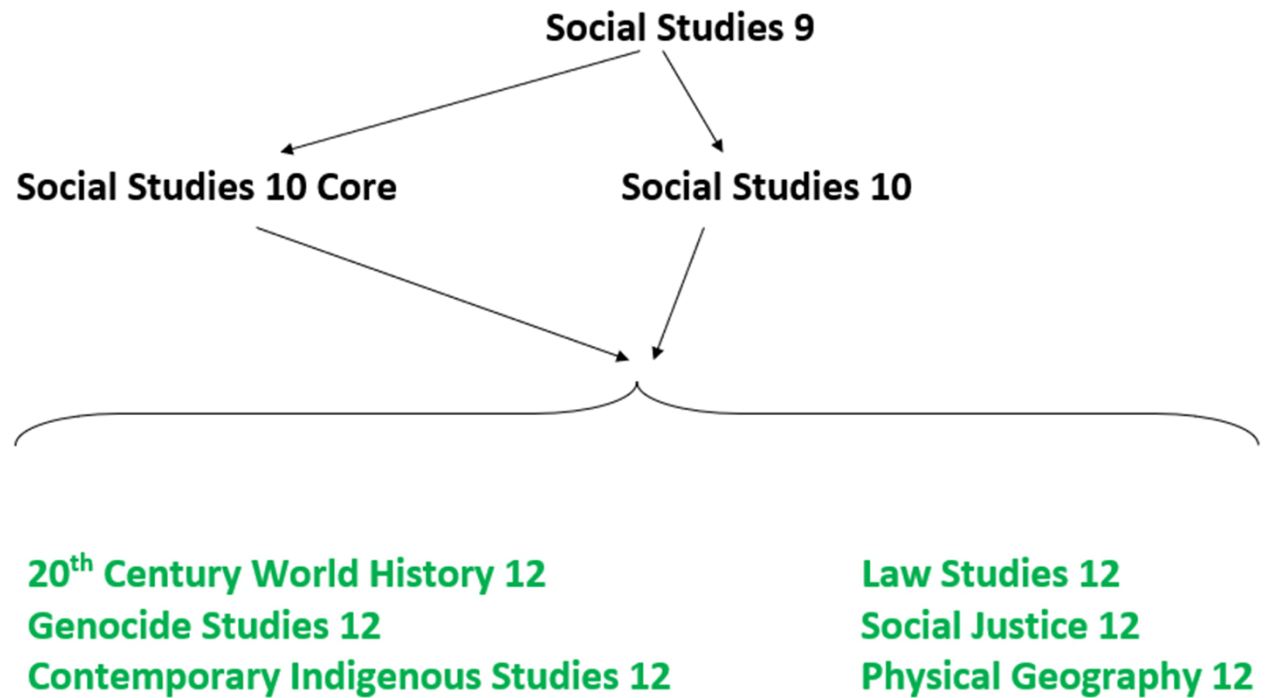 Social Studies 9
Social Studies 10 Core
Social Studies 10
20th Century World History 12
Genocide Studies 12
Contemporary Indigenous Studies 12
Law Studies 12
Social Justice 12
Physical Geography 12